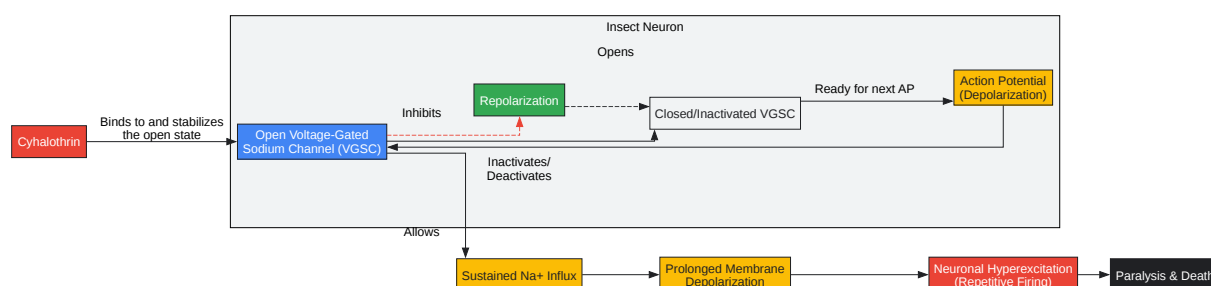 Insect Neuron
Opens
Action Potential
(Depolarization)
Ready for next AP
Repolarization
Closed/Inactivated VGSC
Inhibits
Binds to and stabilizes
the open state
Cyhalothrin
Open Voltage-Gated
Sodium Channel (VGSC)
Inactivates/
Deactivates
Allows
Sustained Na+ Influx
Prolonged Membrane
Depolarization
Neuronal Hyperexcitation
(Repetitive Firing)
Paralysis & Death